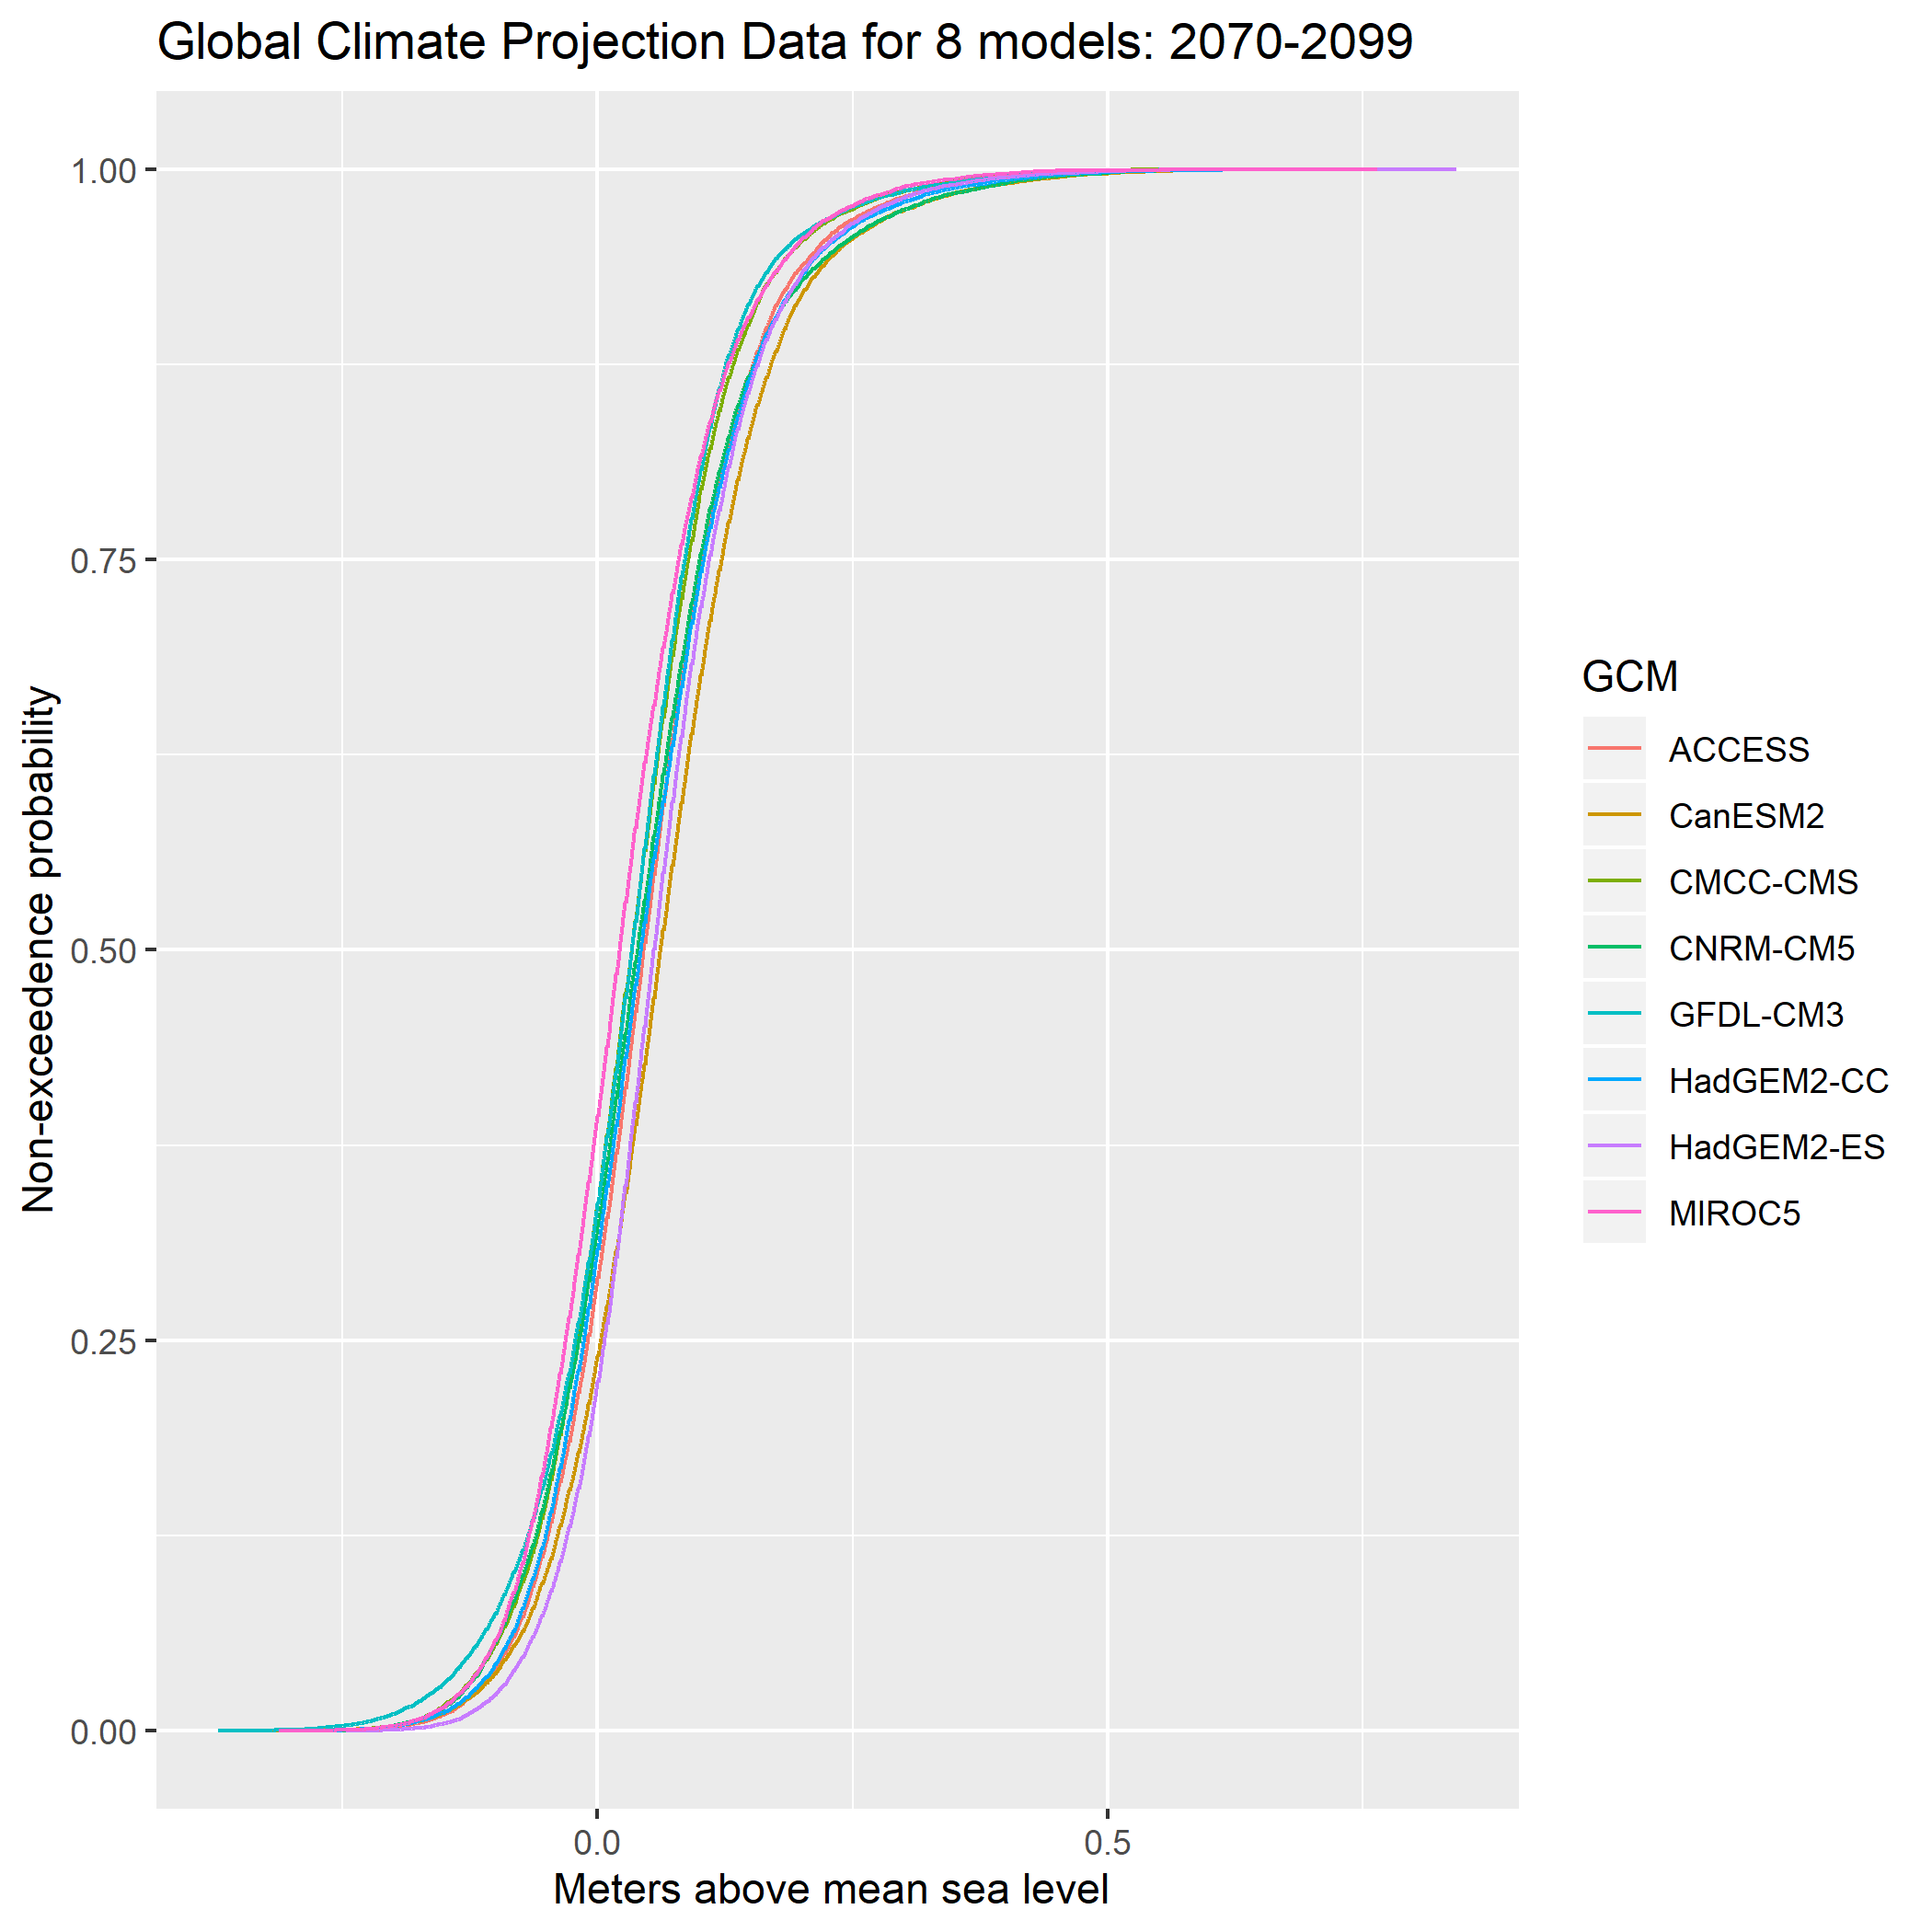 Global Climate Projection Data for 8 models: 2070-2099
1.00
0.75
0.50
0.25
0.00
Non-exceedence probability
0.0
0.5
Meters above mean sea level
GCM
ACCESS
CanESM2
CMCC-CMS
CNRM-CM5
GFDL-CM3
HadGEM2-CC
HadGEM2-ES
MIROC5